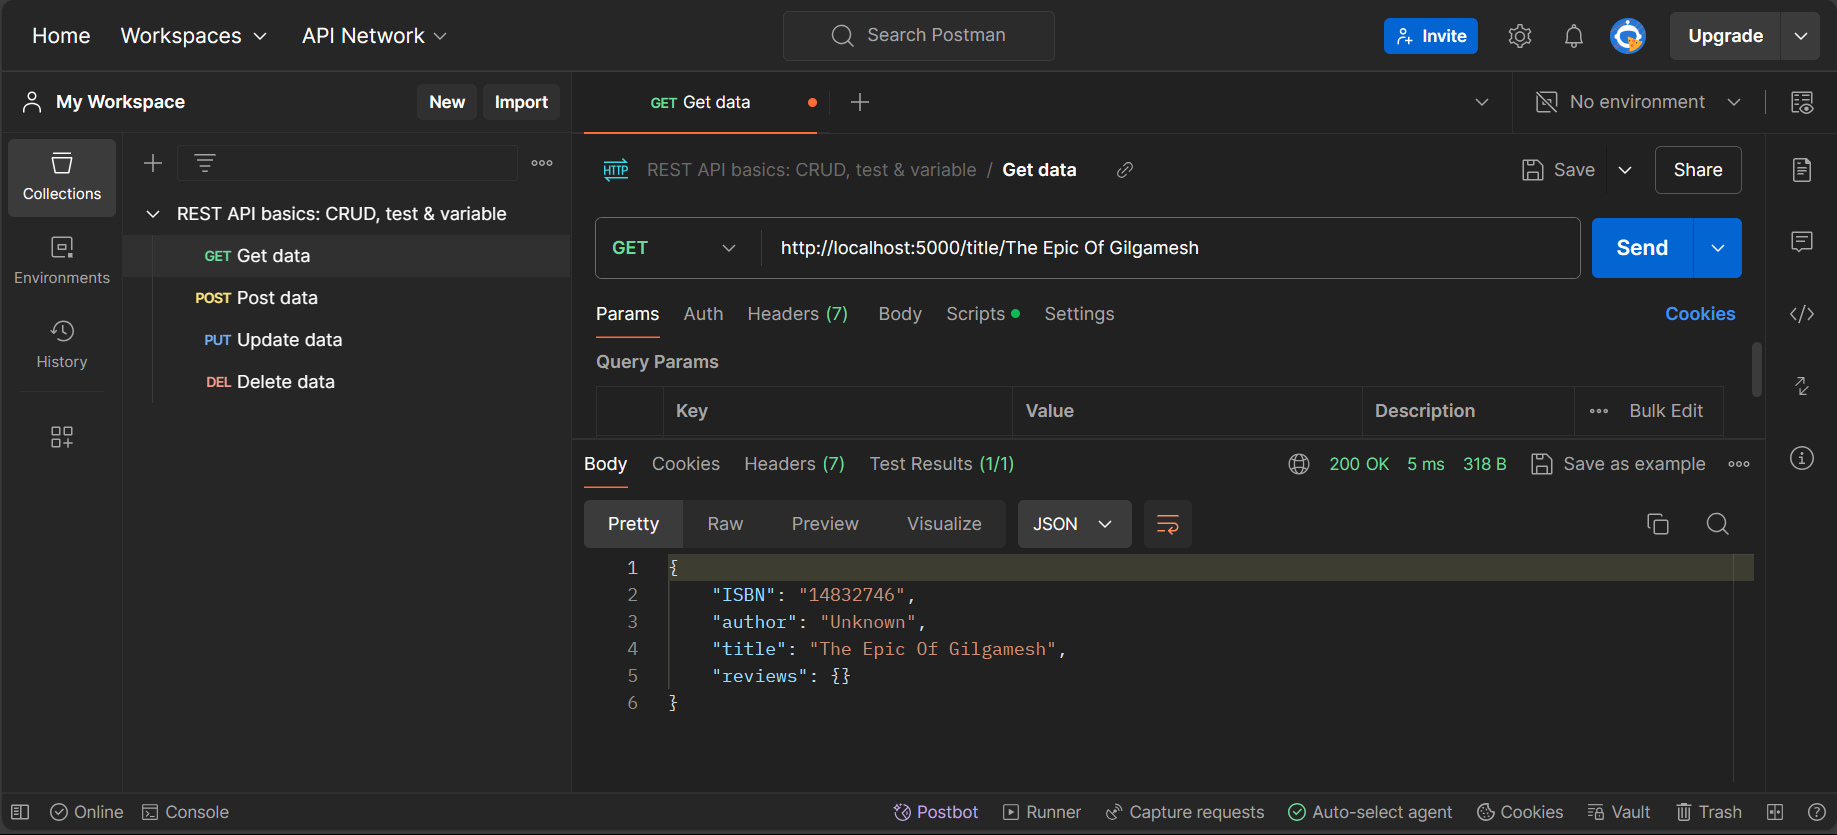 Home Workspaces API Network Search Postman Invite Upgrade
My Workspace New Import GET Get data No environment
Collections
Environments
History
REST API basics: CRUD, test & variable
GET Get data
POST Post data
PUT Update data
DEL Delete data
HTTP REST API basics: CRUD, test & variable / Get data Save Share
GET http://localhost:5000/title/The Epic Of Gilgamesh Send
Params Auth Headers (7) Body Scripts Settings Cookies
Query Params
Key Value Description Bulk Edit
Body Cookies Headers (7) Test Results (1/1) 200 OK 5 ms 318 B Save as example
Pretty Raw Preview Visualize JSON
1 {
2 "ISBN": "14832746",
3 "author": "Unknown",
4 "title": "The Epic Of Gilgamesh",
5 "reviews": {}
6 }
Online Console Postbot Runner Capture requests Auto-select agent Cookies Vault Trash